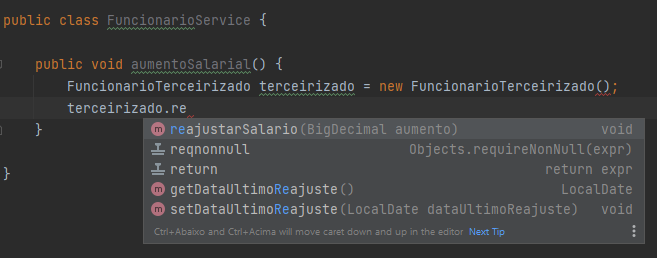 public class FuncionarioService {
public void aumentoSalarial() {
FuncionarioTerceirizado terceirizado = new FuncionarioTerceirizado();
terceirizado.re
m reajustarSalario(BigDecimal aumento) void
reqnonnull Objects.requireNonNull(expr)
return return expr
m getDataUltimoReajuste() LocalDate
m setDataUltimoReajuste(LocalDate dataUltimoReajuste) void
Ctrl+Abaixo and Ctrl+Acima will move caret down and up in the editor Next Tip
}
}